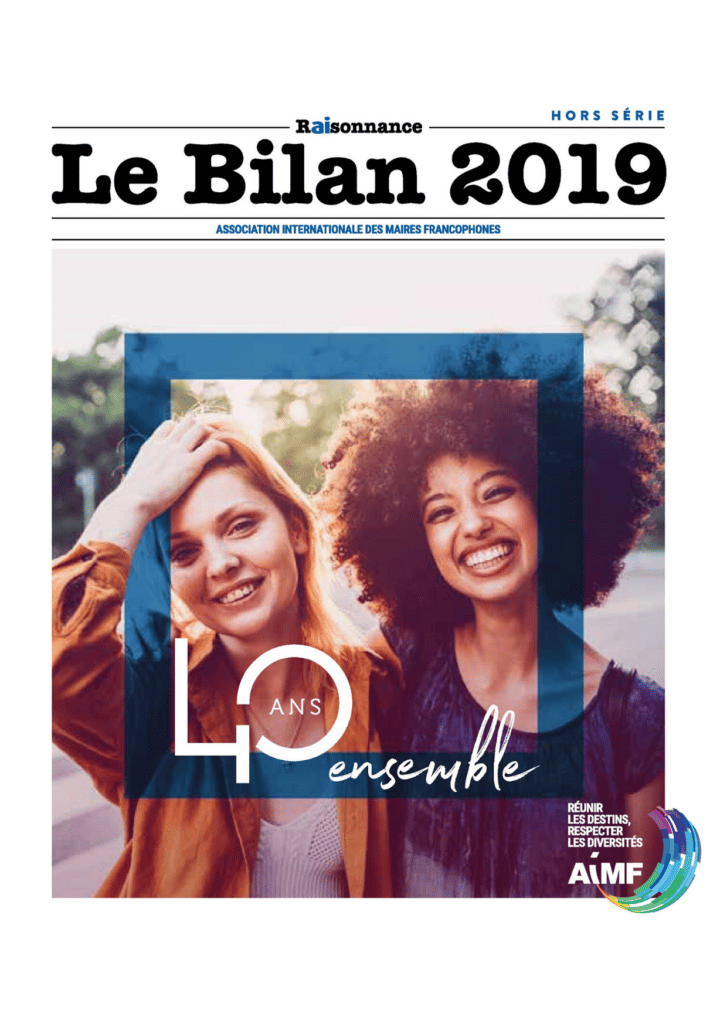 HORS SÉRIE
Raisonnance
Le Bilan 2019
ASSOCIATION INTERNATIONALE DES MAIRES FRANCOPHONES
40
ANS
ensemble
RÉUNIR
LES DESTINS,
RESPECTER
LES DIVERSITÉS
AiMF